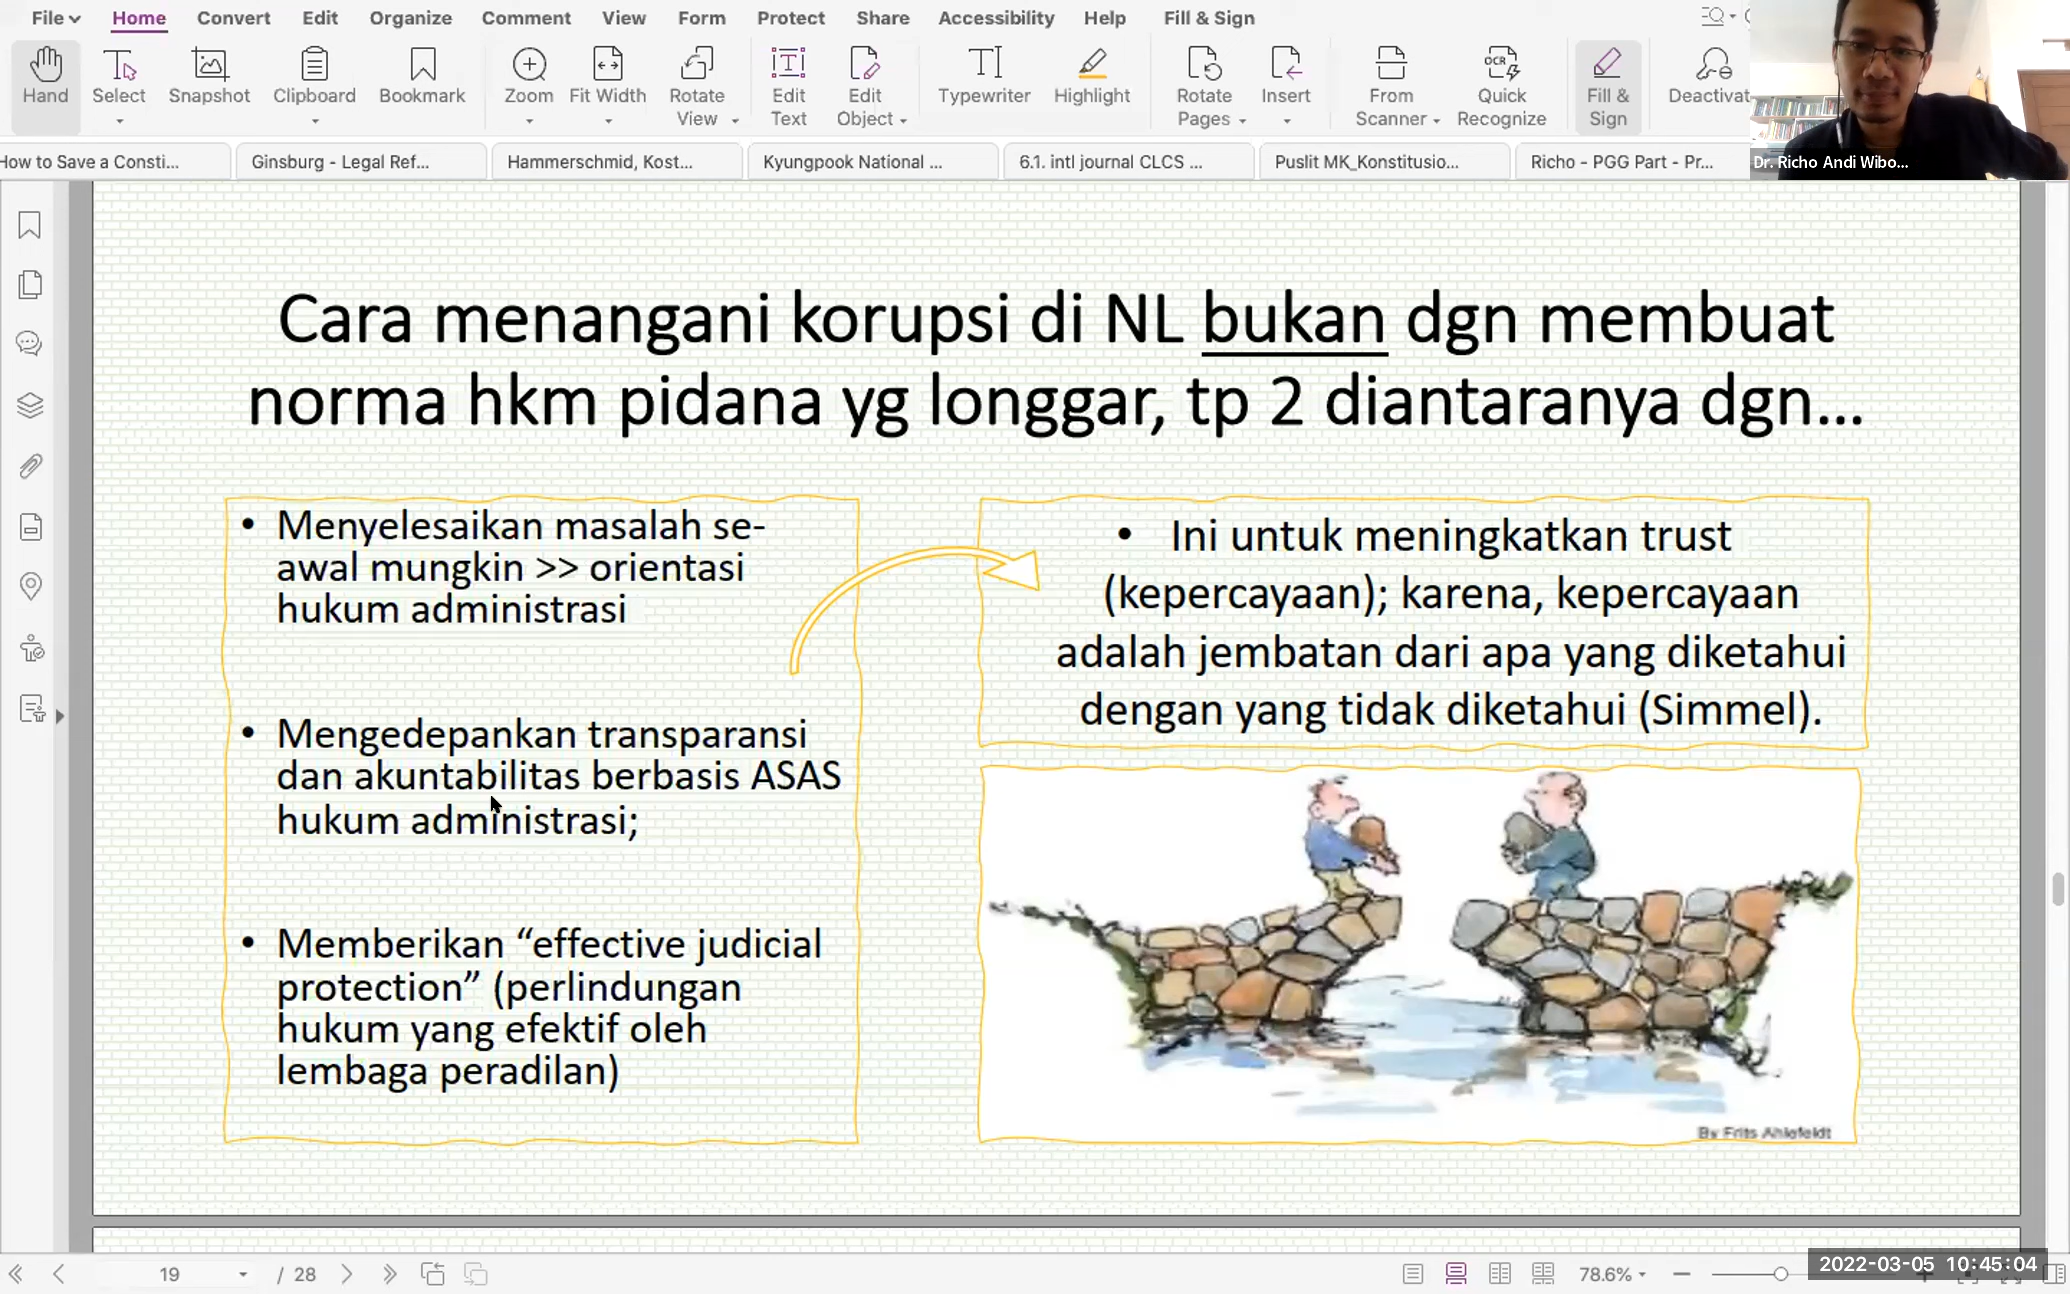 File Home Convert Edit Organize Comment View Form Protect Share Accessibility Help Fill & Sign
Hand Select Snapshot Clipboard Bookmark Zoom Fit Width Rotate View Edit Text Edit Object Typewriter Highlight Rotate Pages Insert From Scanner Quick Recognize Fill & Sign Deactivat
How to Save a Consti... Ginsburg - Legal Ref... Hammerschmid, Kost... Kyungpook National ... 6.1. intl journal CLCS ... Puslit MK_Konstitusio... Richo - PGG Part - Pr...
Dr. Richo Andi Wibo...
Cara menangani korupsi di NL bukan dgn membuat
norma hkm pidana yg longgar, tp 2 diantaranya dgn...
• Menyelesaikan masalah se-
awal mungkin >> orientasi
hukum administrasi
• Mengedepankan transparansi
dan akuntabilitas berbasis ASAS
hukum administrasi;
• Memberikan “effective judicial
protection” (perlindungan
hukum yang efektif oleh
lembaga peradilan)
• Ini untuk meningkatkan trust
(kepercayaan); karena, kepercayaan
adalah jembatan dari apa yang diketahui
dengan yang tidak diketahui (Simmel).
By Frits Ahlefeldt
19 / 28 78.6%
2022-03-05 10:45:04